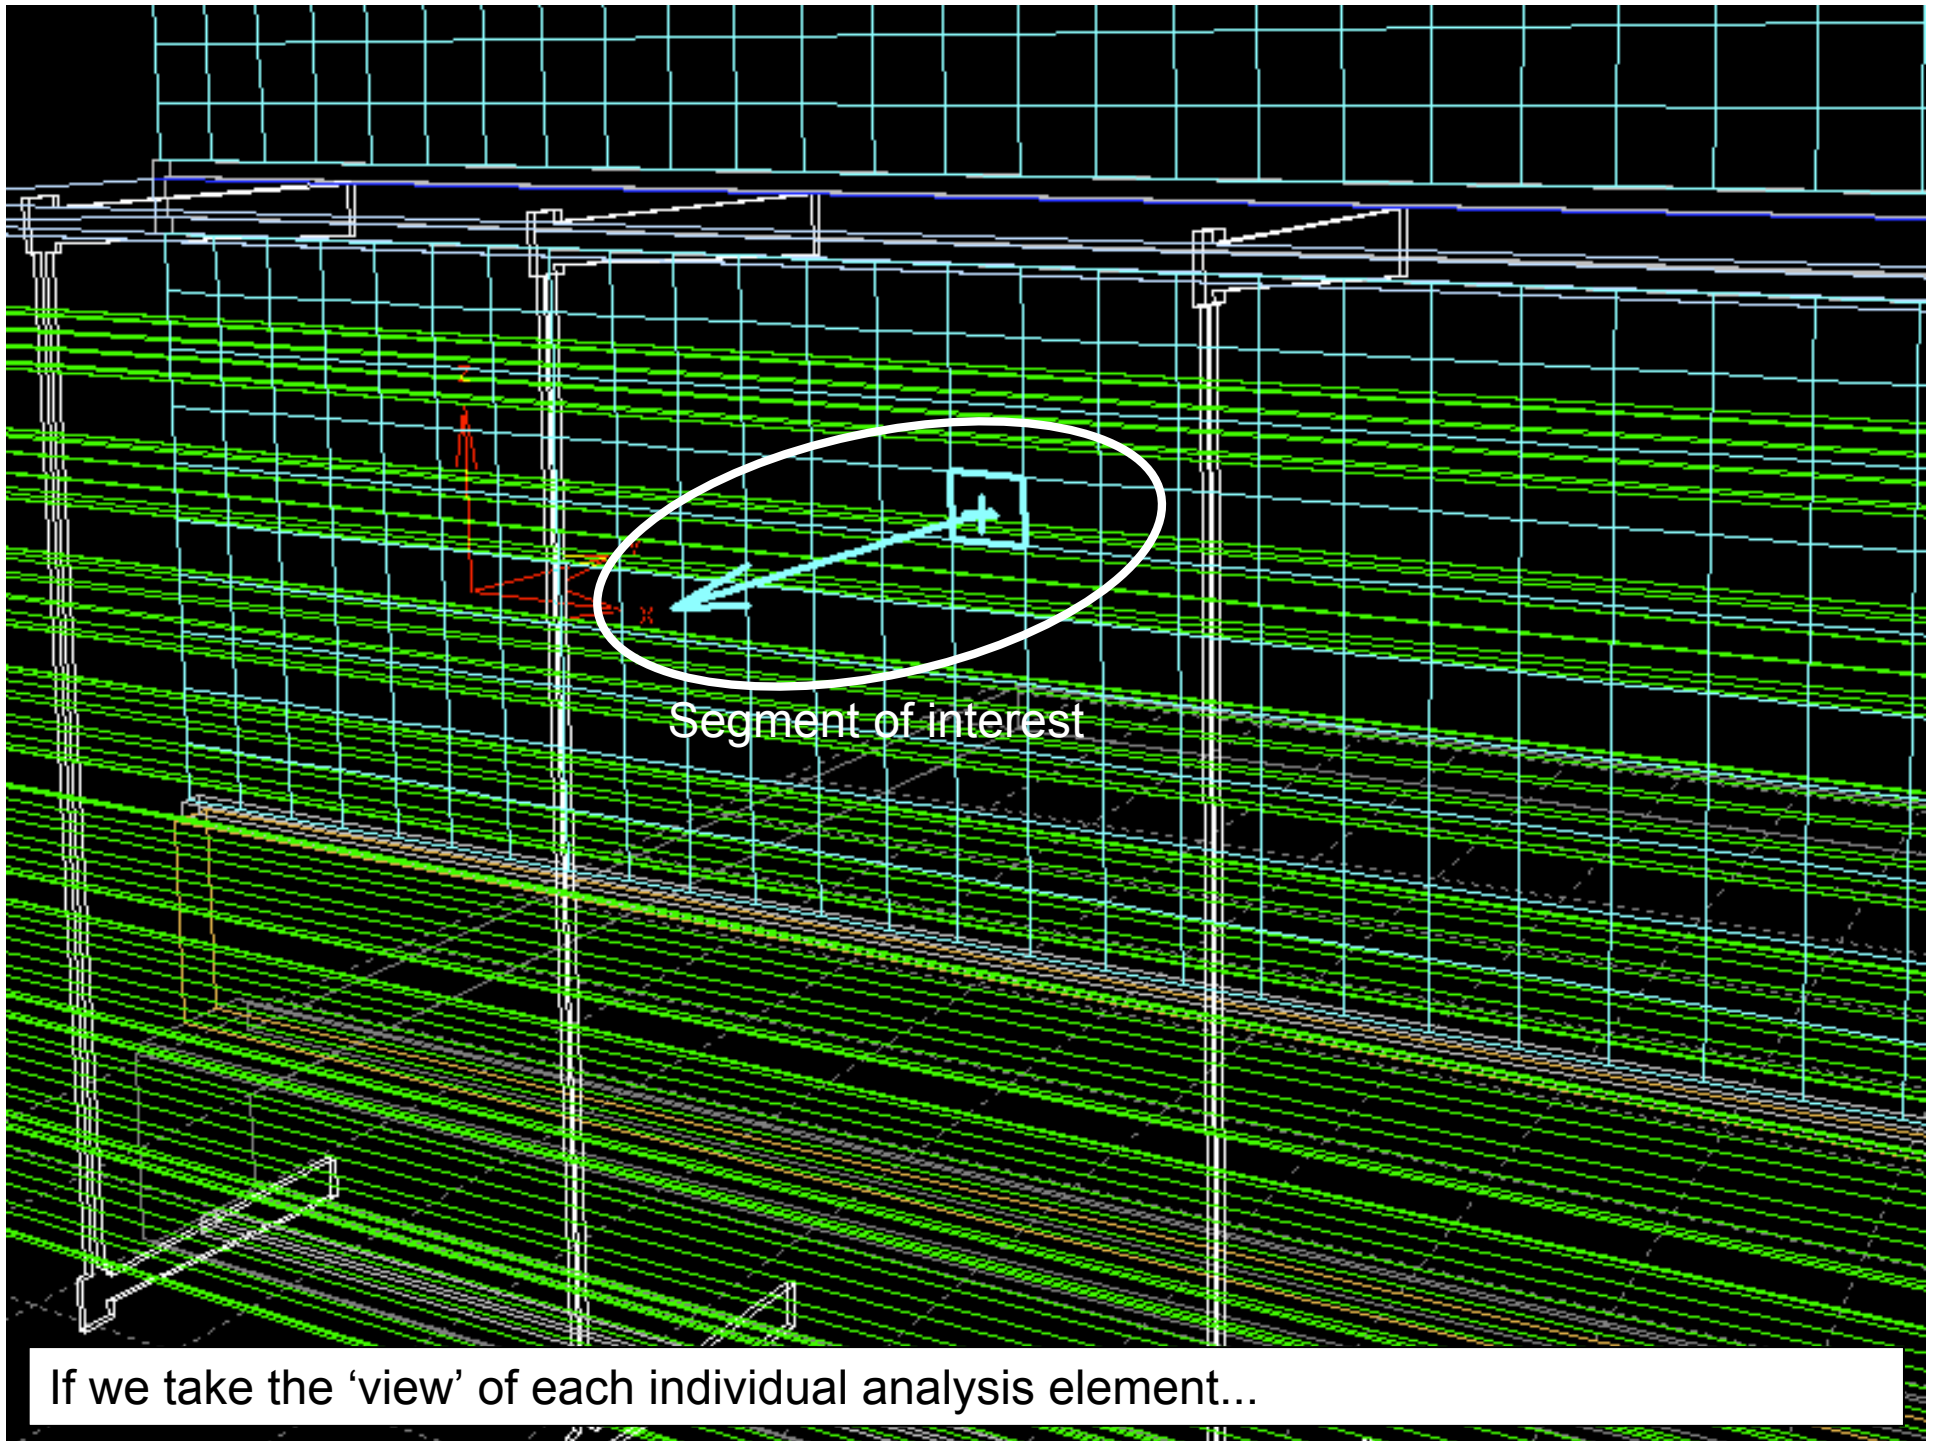 Z
X
Segment of interest
If we take the ‘view’ of each individual analysis element...